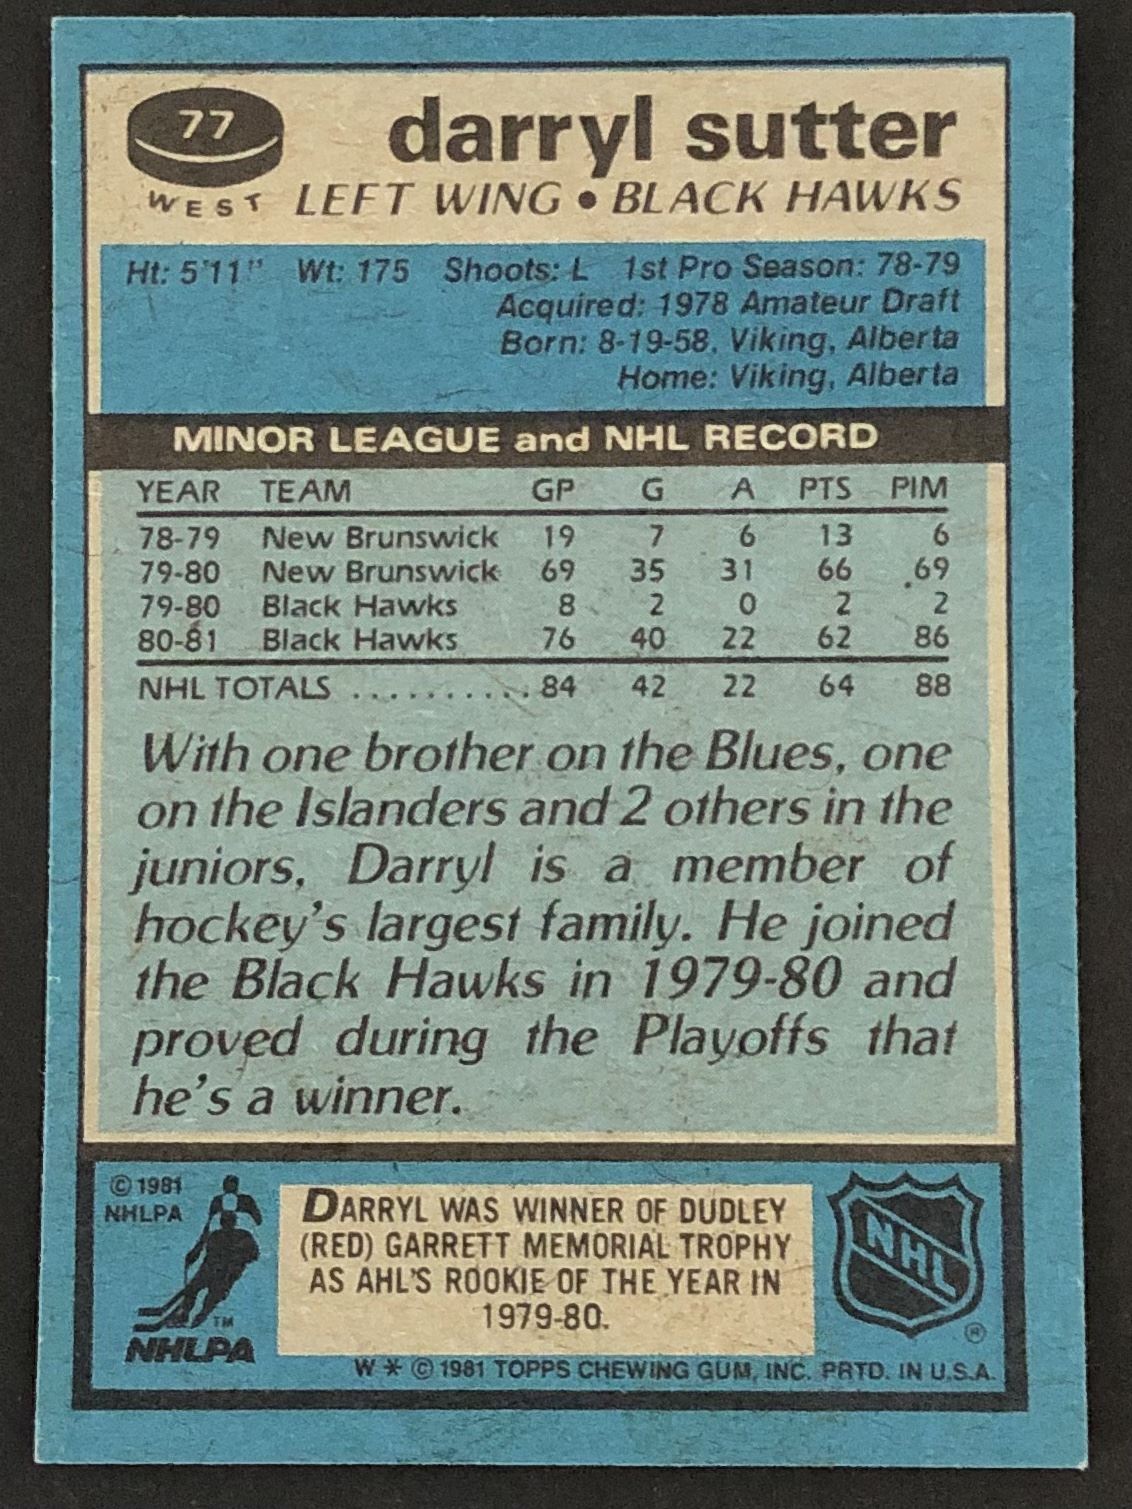 77
WEST
darryl sutter
LEFT WING • BLACK HAWKS
Ht: 5'11" Wt: 175 Shoots: L 1st Pro Season: 78-79
Acquired: 1978 Amateur Draft
Born: 8-19-58, Viking, Alberta
Home: Viking, Alberta
MINOR LEAGUE and NHL RECORD
YEAR TEAM GP G A PTS PIM
78-79 New Brunswick 19 7 6 13 6
79-80 New Brunswick 69 35 31 66 69
79-80 Black Hawks 8 2 0 2 2
80-81 Black Hawks 76 40 22 62 86
NHL TOTALS .......... 84 42 22 64 88
With one brother on the Blues, one
on the Islanders and 2 others in the
juniors, Darryl is a member of
hockey's largest family. He joined
the Black Hawks in 1979-80 and
proved during the Playoffs that
he's a winner.
© 1981
NHLPA
TM
NHLPA
DARRYL WAS WINNER OF DUDLEY
(RED) GARRETT MEMORIAL TROPHY
AS AHL'S ROOKIE OF THE YEAR IN
1979-80.
NHL
®
W * © 1981 TOPPS CHEWING GUM, INC. PRTD. IN U.S.A.